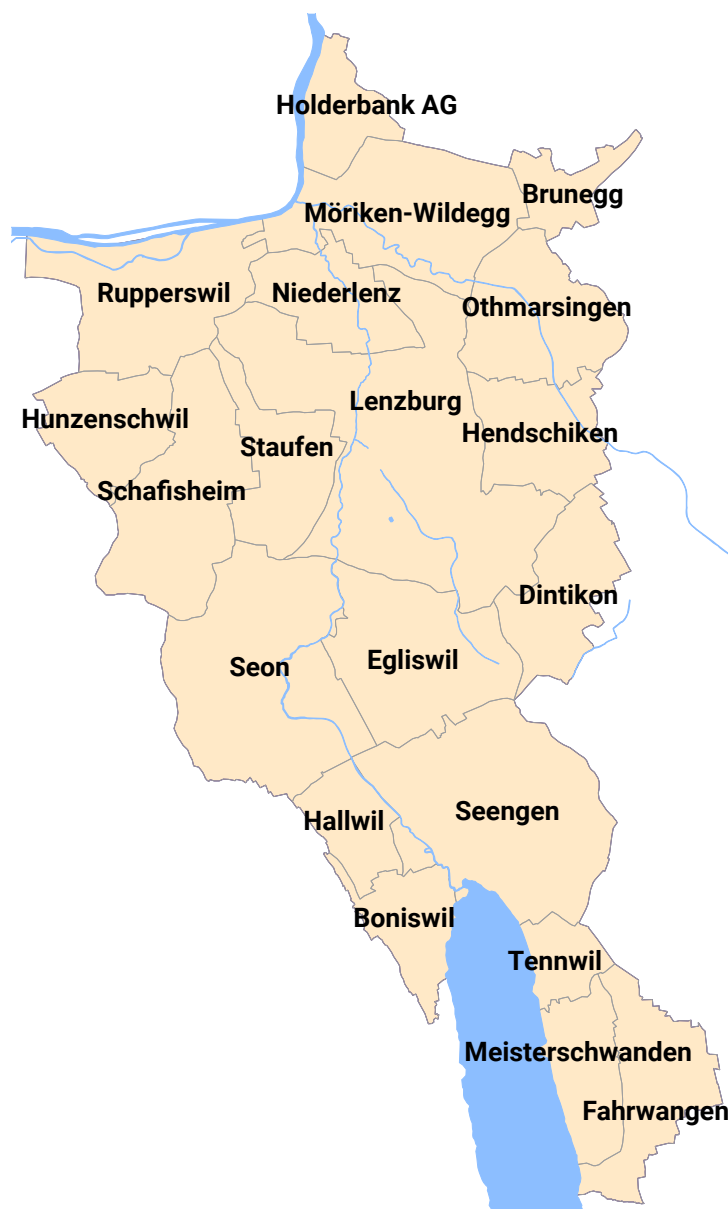 Holderbank AG
Brunegg
Möriken-Wildegg
Rupperswil
Niederlenz
Othmarsingen
Lenzburg
Hunzenschwil
Hendschiken
Staufen
Schafisheim
Dintikon
Egliswil
Seon
Seengen
Hallwil
Boniswil
Tennwil
Meisterschwanden
Fahrwangen